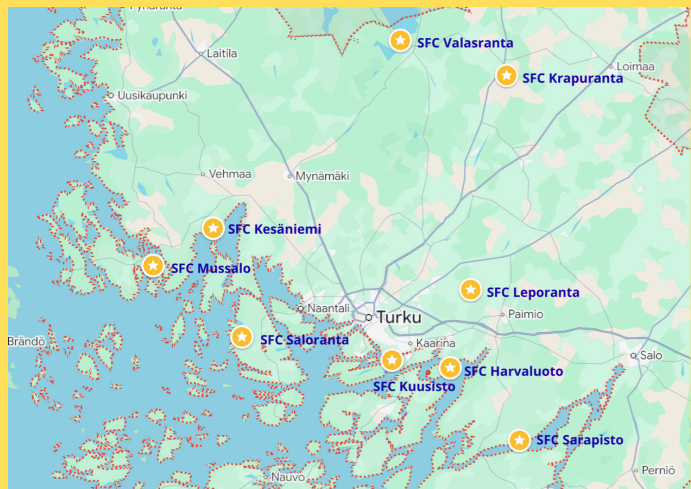 SFC Valasranta
Laitila
Loimaa
SFC Krapuranta
Uusikaupunki
Vehmaa
Mynämäki
SFC Kesäniemi
SFC Mussalo
SFC Leporanta
Naantali
Turku
Paimio
Brändö
SFC Saloranta
Kaarina
Salo
SFC Harvaluoto
SFC Kuusisto
SFC Sarapisto
Nauvo
Perniö